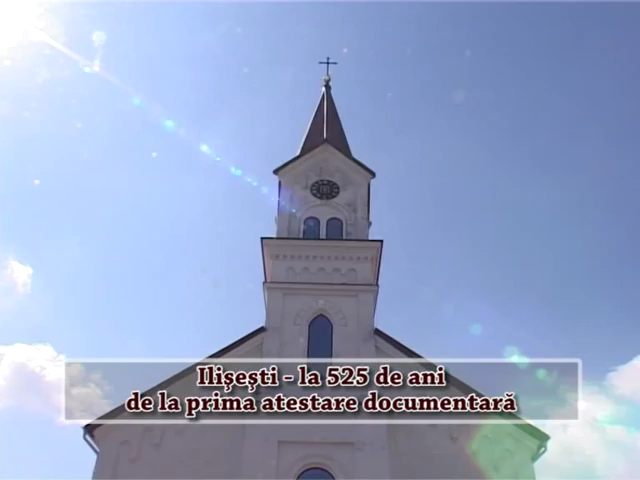 Ilişeşti - la 525 de ani
de la prima atestare documentară